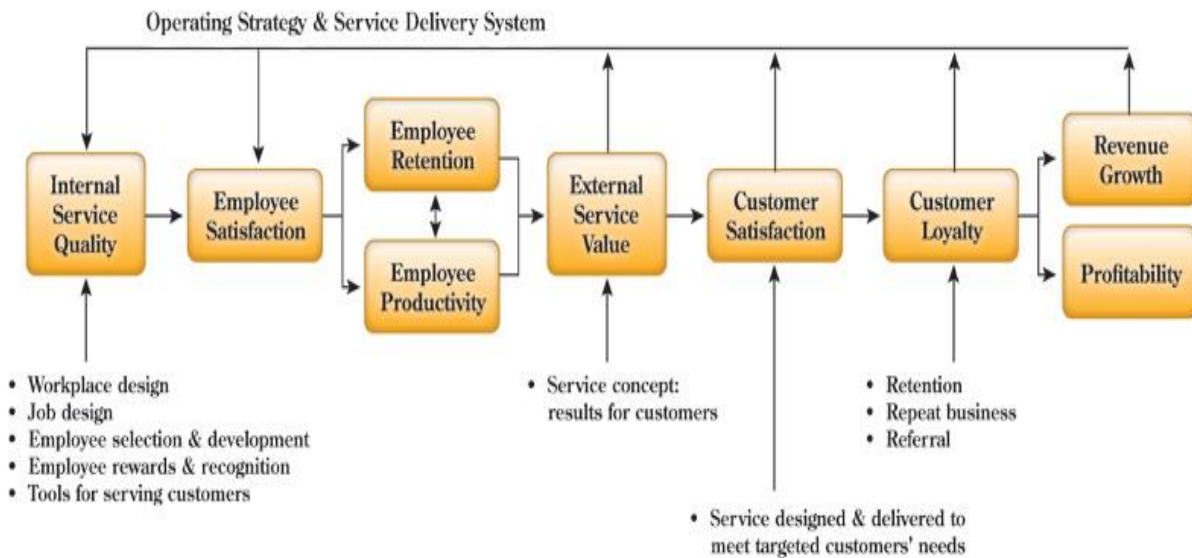 Operating Strategy & Service Delivery System
Internal
Service
Quality
Employee
Satisfaction
Employee
Retention
Employee
Productivity
External
Service
Value
Customer
Satisfaction
Customer
Loyalty
Revenue
Growth
Profitability
• Workplace design
• Job design
• Employee selection & development
• Employee rewards & recognition
• Tools for serving customers
• Service concept:
results for customers
• Service designed & delivered to
meet targeted customers' needs
• Retention
• Repeat business
• Referral